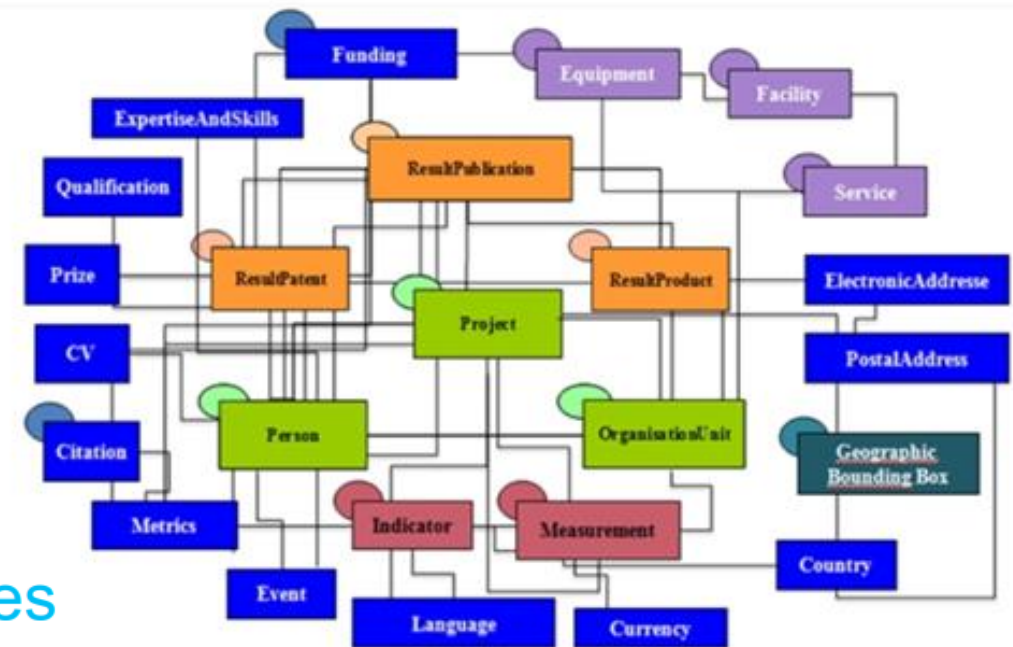 Funding
Equipment
Facility
ExpertiseAndSkills
ResultPublication
Qualification
Service
Prize
ResultPatent
ResultProduct
ElectronicAddresse
Project
CV
PostalAddress
Person
OrganisationUnit
Citation
Geographic
Bounding Box
Metrics
Indicator
Measurement
Country
Event
Language
Currency
es